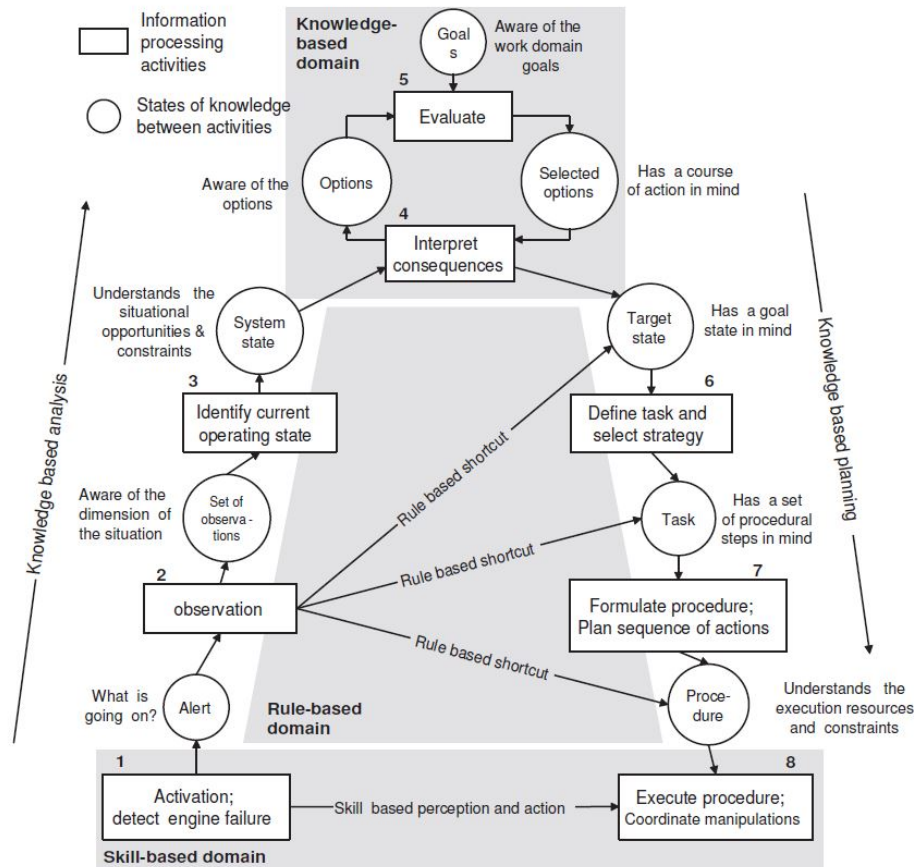 Information
processing
activities
States of knowledge
between activities
Knowledge-
based
domain
Goal
s
Aware of the
work domain
goals
5
Evaluate
Aware of the
options
Options
Selected
options
Has a course
of action in mind
4
Interpret
consequences
Understands the
situational
opportunities &
constraints
System
state
Target
state
Has a goal
state in mind
3
Identify current
operating state
6
Define task and
select strategy
Knowledge based analysis
Knowledge based planning
Rule based shortcut
Aware of the
dimension of
the situation
Set of
observa -
tions
Task
Has a set
of procedural
steps in mind
2
observation
Rule based shortcut
7
Formulate procedure;
Plan sequence of actions
Rule based shortcut
What is
going on?
Alert
Rule-based
domain
Proce-
dure
Understands the
execution resources
and constraints
1
Activation;
detect engine failure
Skill based perception and action
8
Execute procedure;
Coordinate manipulations
Skill-based domain